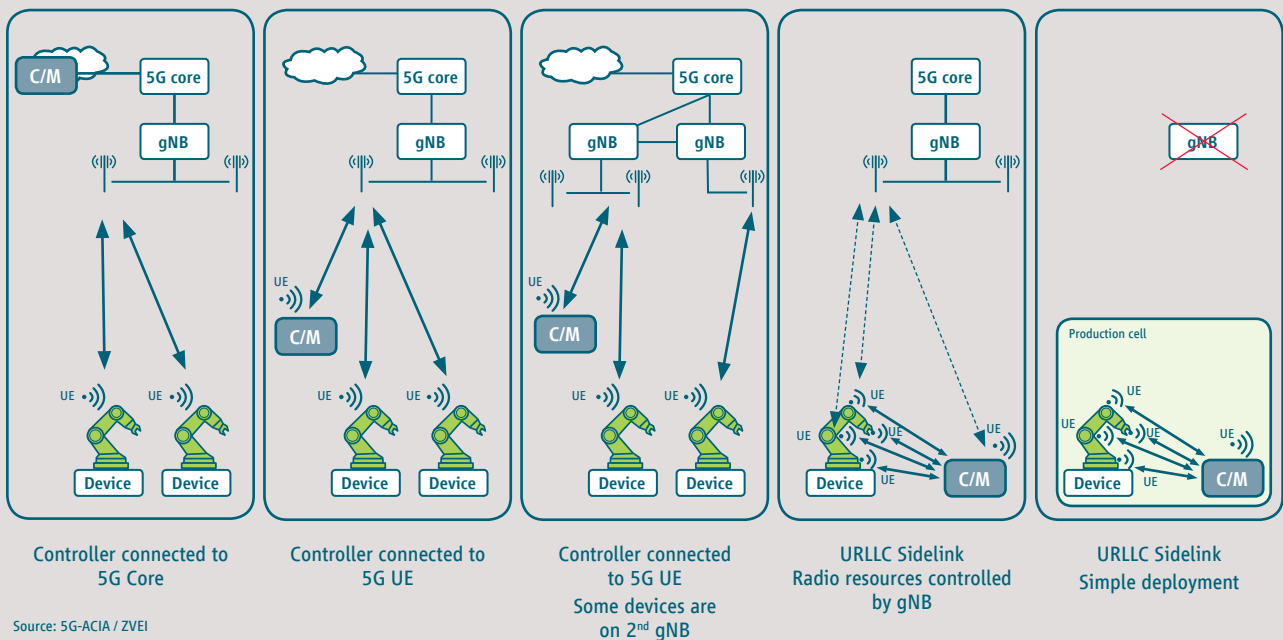 C/M
5G core
gNB
UE
UE
Device
Device
Controller connected to
5G Core
5G core
gNB
UE
C/M
UE
UE
Device
Device
Controller connected to
5G UE
5G core
gNB
gNB
UE
C/M
UE
UE
Device
Device
Controller connected
to 5G UE
Some devices are
on 2nd gNB
5G core
gNB
UE
UE
UE
UE
UE
Device
C/M
URLLC Sidelink
Radio resources controlled
by gNB
gNB
Production cell
UE
UE
UE
UE
UE
Device
C/M
URLLC Sidelink
Simple deployment
Source: 5G-ACIA / ZVEI